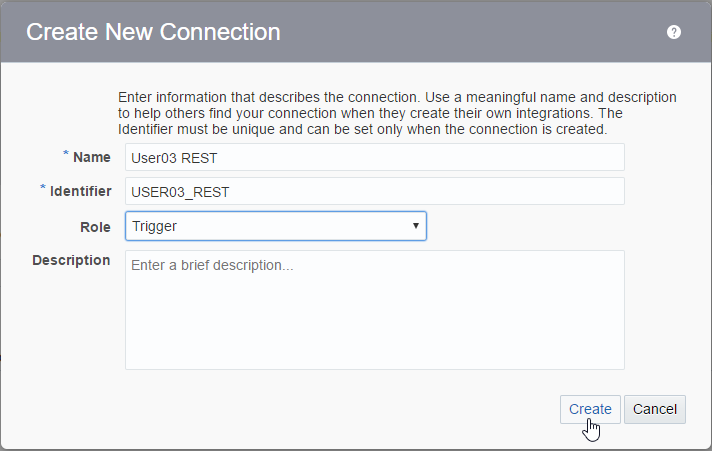 Create New Connection
?
Enter information that describes the connection. Use a meaningful name and description
to help others find your connection when they create their own integrations. The
Identifier must be unique and can be set only when the connection is created.
* Name User03 REST
* Identifier USER03_REST
Role Trigger
Description Enter a brief description...
Create Cancel